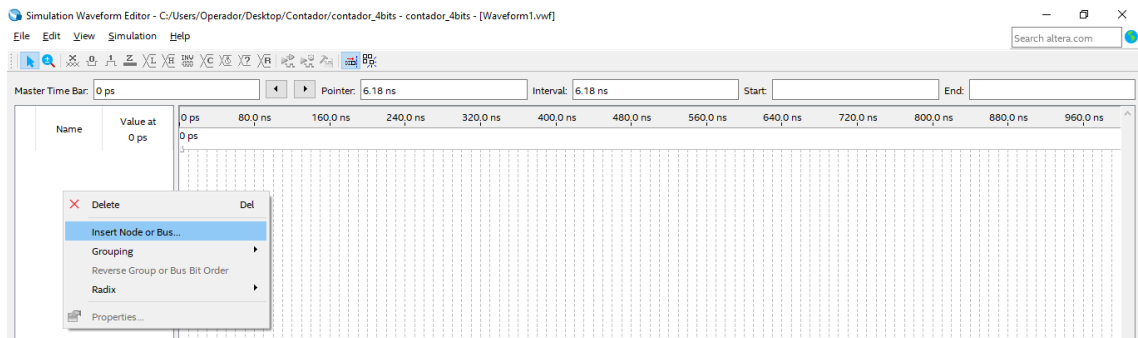 Simulation Waveform Editor - C:/Users/Operador/Desktop/Contador/contador_4bits - contador_4bits - [Waveform1.vwf]
File Edit View Simulation Help
Search altera.com
Master Time Bar: 0 ps Pointer: 6.18 ns Interval: 6.18 ns Start: End:
Name Value at 0 ps
0 ps 80.0 ns 160.0 ns 240.0 ns 320.0 ns 400.0 ns 480.0 ns 560.0 ns 640.0 ns 720.0 ns 800.0 ns 880.0 ns 960.0 ns
0 ps
Delete Del
Insert Node or Bus...
Grouping
Reverse Group or Bus Bit Order
Radix
Properties...